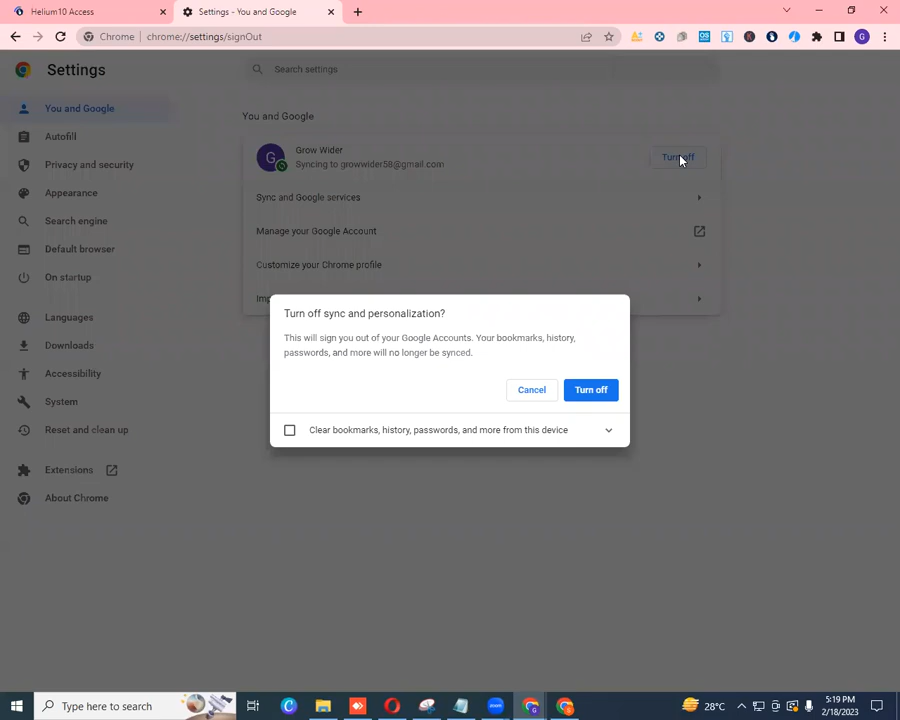 Helium10 Access
Settings - You and Google
Chrome
chrome://settings/signOut
G
Settings
Search settings
You and Google
Autofill
Privacy and security
Appearance
Search engine
Default browser
On startup
Languages
Downloads
Accessibility
System
Reset and clean up
Extensions
About Chrome
You and Google
G
Grow Wider
Syncing to growwider58@gmail.com
Turn off
Sync and Google services
Manage your Google Account
Customize your Chrome profile
Turn off sync and personalization?
This will sign you out of your Google Accounts. Your bookmarks, history,
passwords, and more will no longer be synced.
Cancel
Turn off
Clear bookmarks, history, passwords, and more from this device
Type here to search
zoom
28°C
5:19 PM
2/18/2023